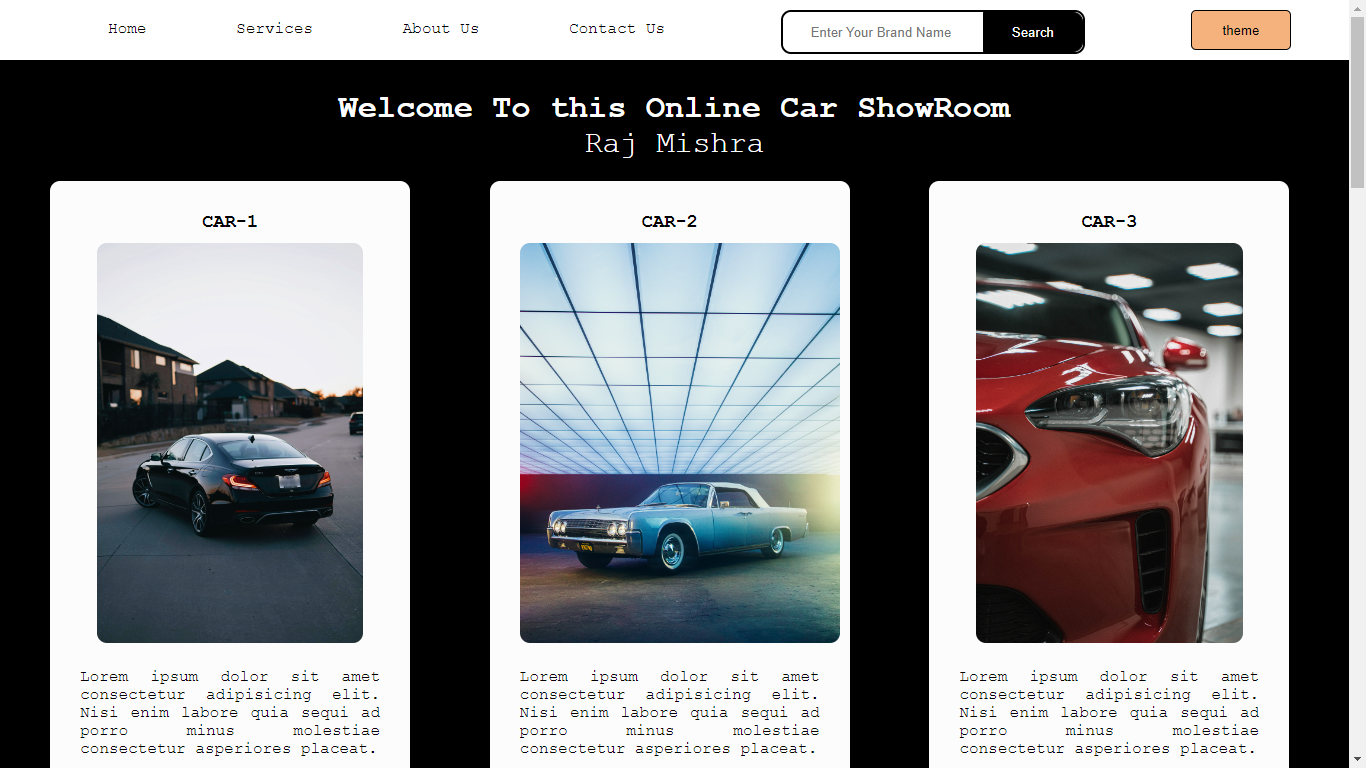 Home Services About Us Contact Us Enter Your Brand Name Search theme
Welcome To this Online Car ShowRoom
Raj Mishra
CAR-1
Lorem ipsum dolor sit amet
consectetur adipisicing elit.
Nisi enim labore quia sequi ad
porro minus molestiae
consectetur asperiores placeat.
CAR-2
Lorem ipsum dolor sit amet
consectetur adipisicing elit.
Nisi enim labore quia sequi ad
porro minus molestiae
consectetur asperiores placeat.
CAR-3
Lorem ipsum dolor sit amet
consectetur adipisicing elit.
Nisi enim labore quia sequi ad
porro minus molestiae
consectetur asperiores placeat.